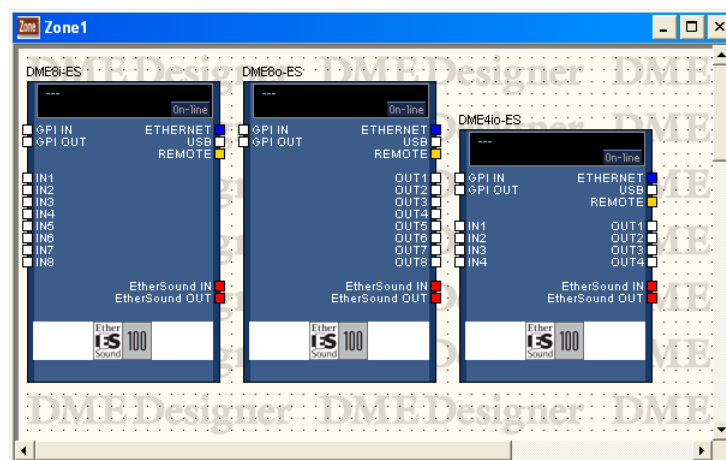 Zone Zone1
DME8i-ES
---
On-line
GPI IN ETHERNET
GPI OUT USB
REMOTE
IN1
IN2
IN3
IN4
IN5
IN6
IN7
IN8
EtherSound IN
EtherSound OUT
Ether
ES 100
Sound
DME8o-ES
---
On-line
GPI IN ETHERNET
GPI OUT USB
REMOTE
OUT1
OUT2
OUT3
OUT4
OUT5
OUT6
OUT7
OUT8
EtherSound IN
EtherSound OUT
Ether
ES 100
Sound
DME4io-ES
---
On-line
GPI IN ETHERNET
GPI OUT USB
REMOTE
IN1 OUT1
IN2 OUT2
IN3 OUT3
IN4 OUT4
EtherSound IN
EtherSound OUT
Ether
ES 100
Sound
DME Designer DME Designer DME